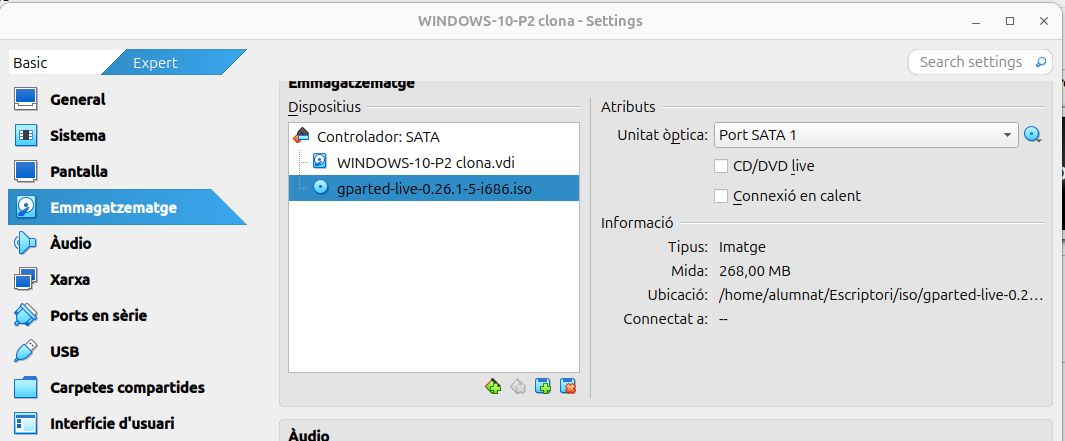 WINDOWS-10-P2 clona - Settings
Basic
Expert
Search settings
General
Sistema
Pantalla
Emmagatzematge
Àudio
Xarxa
Ports en sèrie
USB
Carpetes compartides
Interfície d'usuari
Emmagatzematge
Dispositius
Controlador: SATA
WINDOWS-10-P2 clona.vdi
gparted-live-0.26.1-5-i686.iso
Atributs
Unitat òptica: Port SATA 1
CD/DVD live
Connexió en calent
Informació
Tipus: Imatge
Mida: 268,00 MB
Ubicació: /home/alumnat/Escriptori/iso/gparted-live-0.2...
Connectat a: --
Àudio